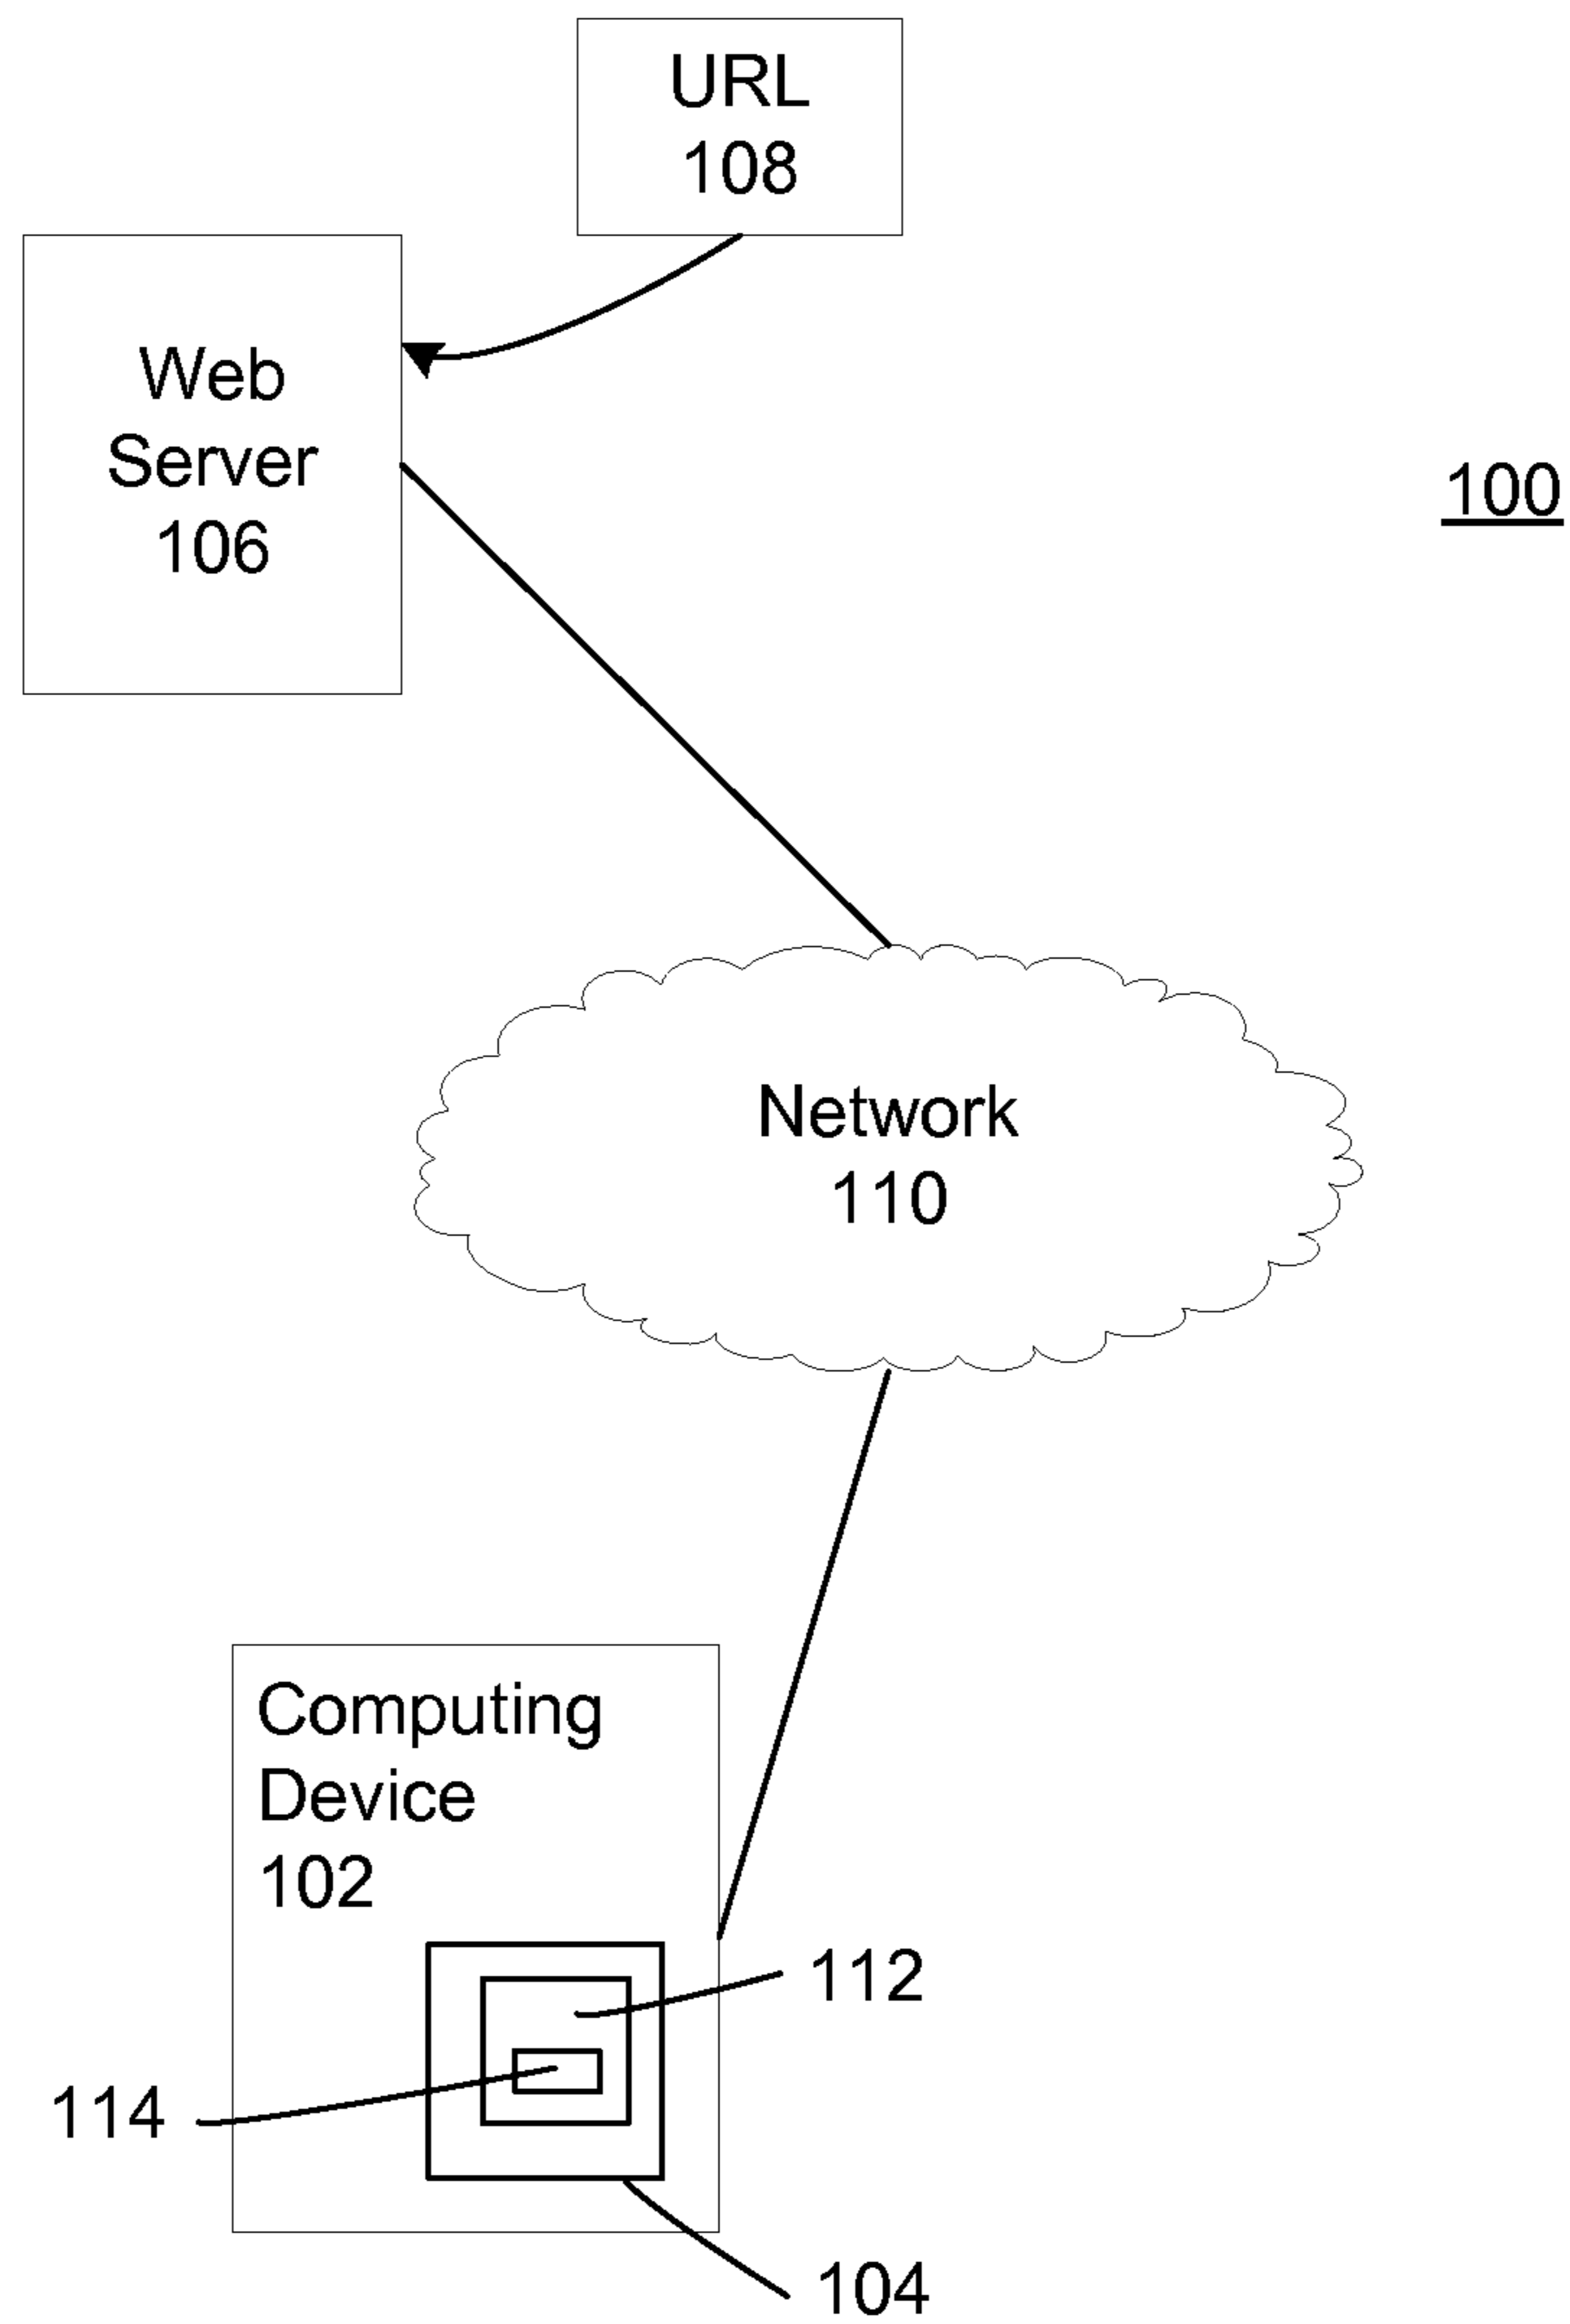 URL
108
Web
Server
106
100
Network
110
Computing
Device
102
112
114
104